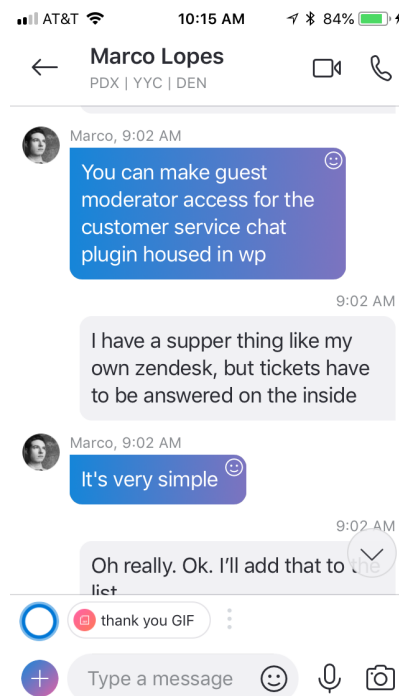 AT&T 10:15 AM 84%
Marco Lopes
PDX | YYC | DEN
Marco, 9:02 AM
You can make guest
moderator access for the
customer service chat
plugin housed in wp
9:02 AM
I have a supper thing like my
own zendesk, but tickets have
to be answered on the inside
Marco, 9:02 AM
It's very simple
9:02 AM
Oh really. Ok. I'll add that to the
list
thank you GIF
Type a message